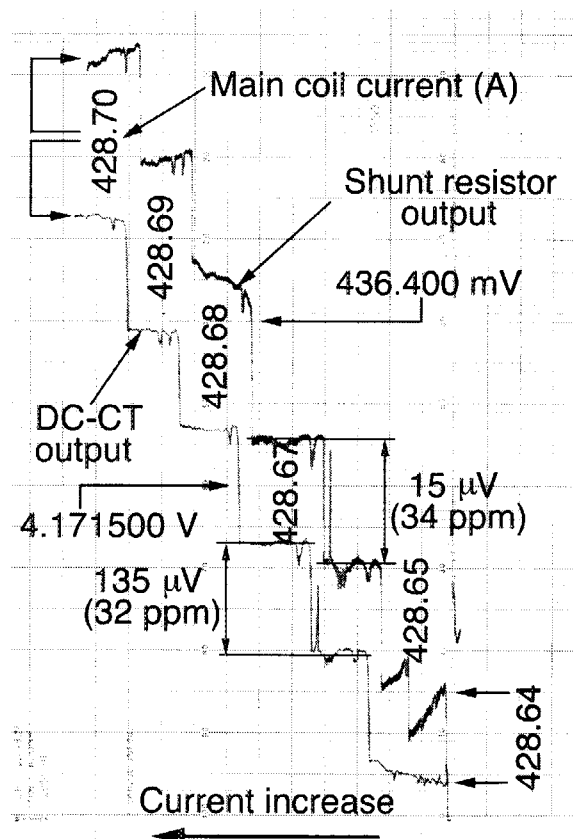 Main coil current (A)
428.70
428.69
Shunt resistor
output
436.400 mV
428.68
DC-CT
output
428.67
15 μV
(34 ppm)
4.171500 V
135 μV
(32 ppm)
428.65
428.64
Current increase